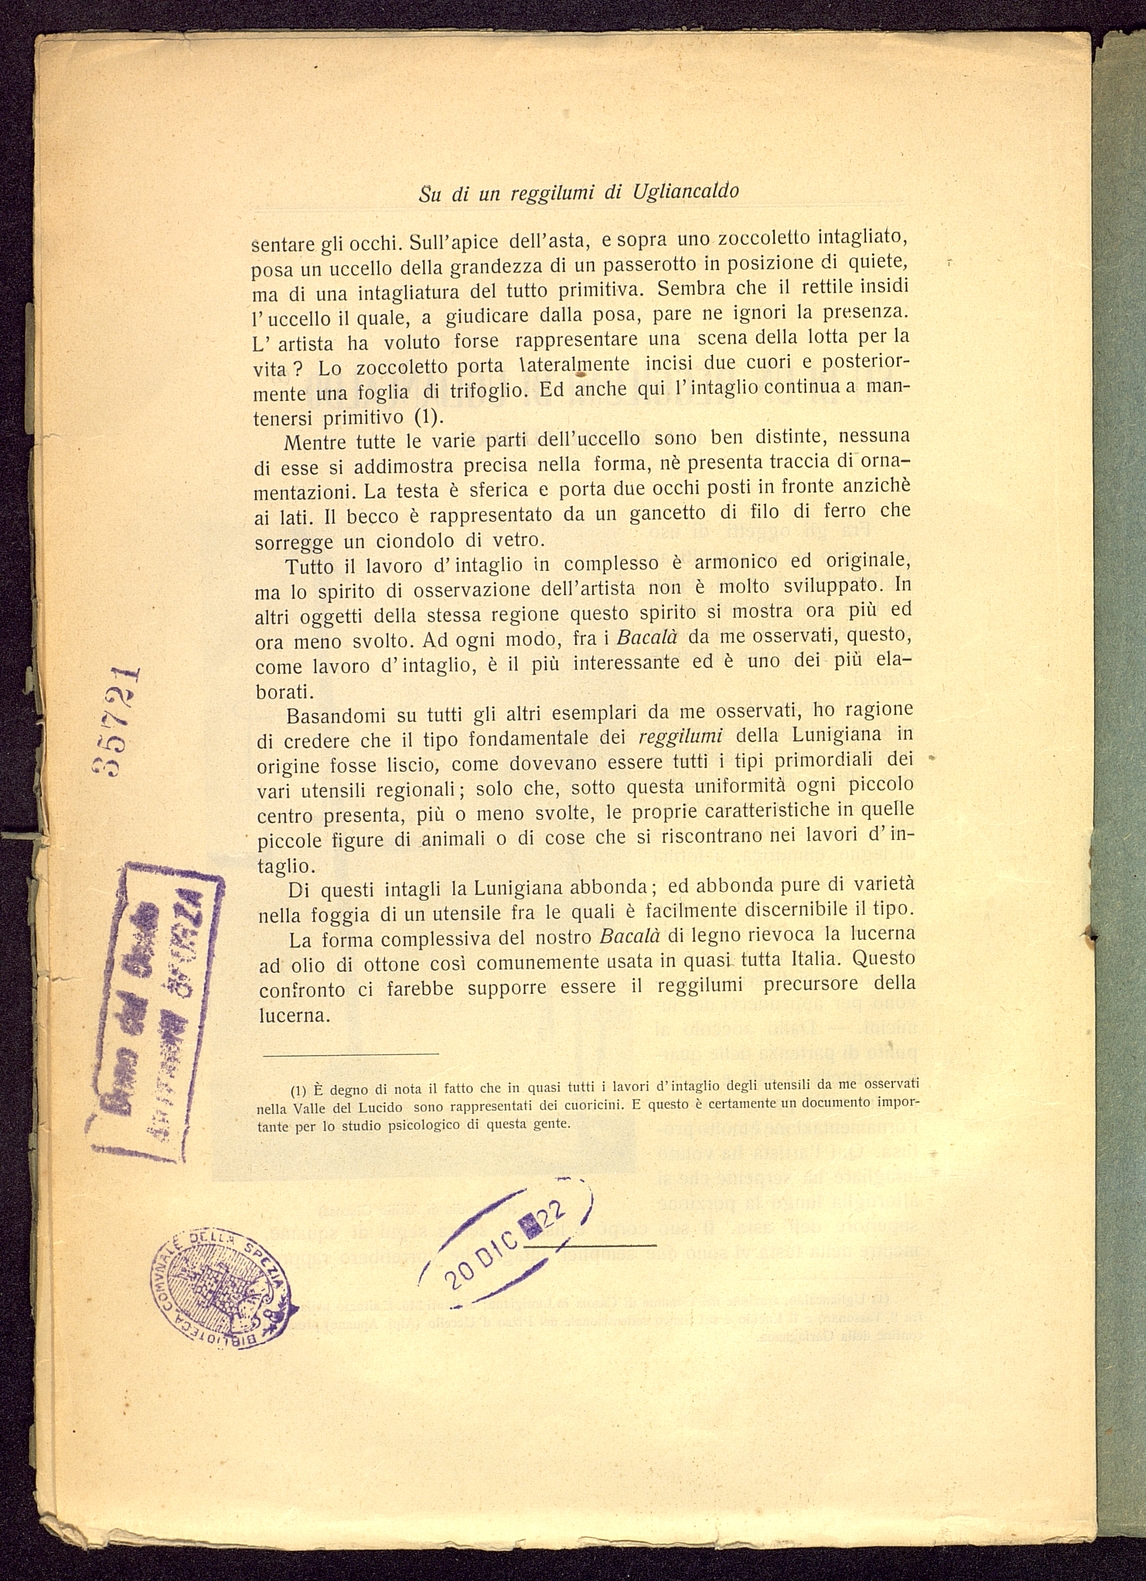 Su di un reggilumi di Ugliancaldo
sentare gli occhi. Sull'apice dell'asta, e sopra uno zoccoletto intagliato,
posa un uccello della grandezza di un passerotto in posizione di quiete,
ma di una intagliatura del tutto primitiva. Sembra che il rettile insidi
l'uccello il quale, a giudicare dalla posa, pare ne ignori la presenza.
L' artista ha voluto forse rappresentare una scena della lotta per la
vita ? Lo zoccoletto porta lateralmente incisi due cuori e posterior-
mente una foglia di trifoglio. Ed anche qui l'intaglio continua a man-
tenersi primitivo (1).
Mentre tutte le varie parti dell'uccello sono ben distinte, nessuna
di esse si addimostra precisa nella forma, nè presenta traccia di orna-
mentazioni. La testa è sferica e porta due occhi posti in fronte anzichè
ai lati. Il becco è rappresentato da un gancetto di filo di ferro che
sorregge un ciondolo di vetro.
Tutto il lavoro d'intaglio in complesso è armonico ed originale,
ma lo spirito di osservazione dell'artista non è molto sviluppato. In
altri oggetti della stessa regione questo spirito si mostra ora più ed
ora meno svolto. Ad ogni modo, fra i Bacalà da me osservati, questo,
come lavoro d'intaglio, è il più interessante ed è uno dei più ela-
borati.
Basandomi su tutti gli altri esemplari da me osservati, ho ragione
di credere che il tipo fondamentale dei reggilumi della Lunigiana in
origine fosse liscio, come dovevano essere tutti i tipi primordiali dei
vari utensili regionali ; solo che, sotto questa uniformità ogni piccolo
centro presenta, più o meno svolte, le proprie caratteristiche in quelle
piccole figure di animali o di cose che si riscontrano nei lavori d'in-
taglio.
Di questi intagli la Lunigiana abbonda ; ed abbonda pure di varietà
nella foggia di un utensile fra le quali è facilmente discernibile il tipo.
La forma complessiva del nostro Bacalà di legno rievoca la lucerna
ad olio di ottone così comunemente usata in quasi tutta Italia. Questo
confronto ci farebbe supporre essere il reggilumi precursore della
lucerna.
(1) È degno di nota il fatto che in quasi tutti i lavori d'intaglio degli utensili da me osservati
nella Valle del Lucido sono rappresentati dei cuoricini. E questo è certamente un documento impor-
tante per lo studio psicologico di questa gente.
35721
20 DIC 22
BIBLIOTECA COMVNALE DELLA SPEZIA